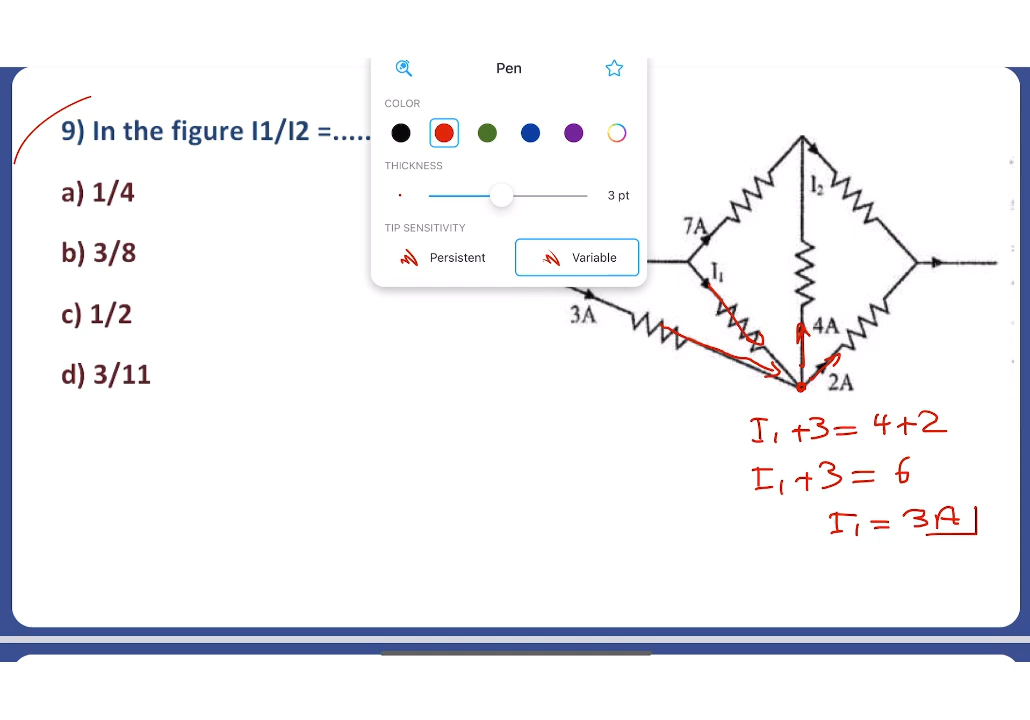 Pen
COLOR
THICKNESS
3 pt
TIP SENSITIVITY
Persistent
Variable
9) In the figure I1/I2 =.....
a) 1/4
b) 3/8
c) 1/2
d) 3/11
I₂
7A
I₁
3A
4A
2A
I₁ + 3 = 4 + 2
I₁ + 3 = 6
I₁ = 3A